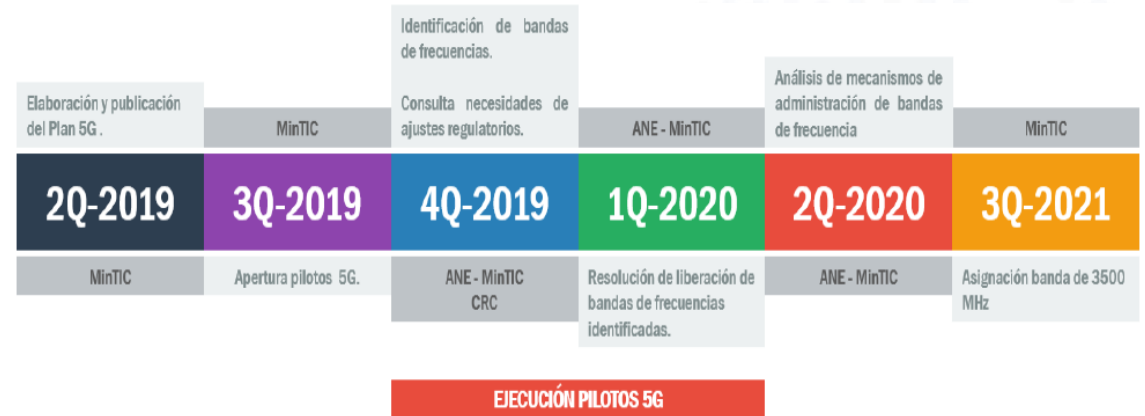 Elaboración y publicación
del Plan 5G .
MinTIC
Identificación de bandas
de frecuencias.
Consulta necesidades de
ajustes regulatorios.
ANE - MinTIC
Análisis de mecanismos de
administración de bandas
de frecuencia
MinTIC
2Q-2019
3Q-2019
4Q-2019
1Q-2020
2Q-2020
3Q-2021
MinTIC
Apertura pilotos 5G.
ANE - MinTIC
CRC
Resolución de liberación de
bandas de frecuencias
identificadas.
ANE - MinTIC
Asignación banda de 3500
MHz
EJECUCIÓN PILOTOS 5G